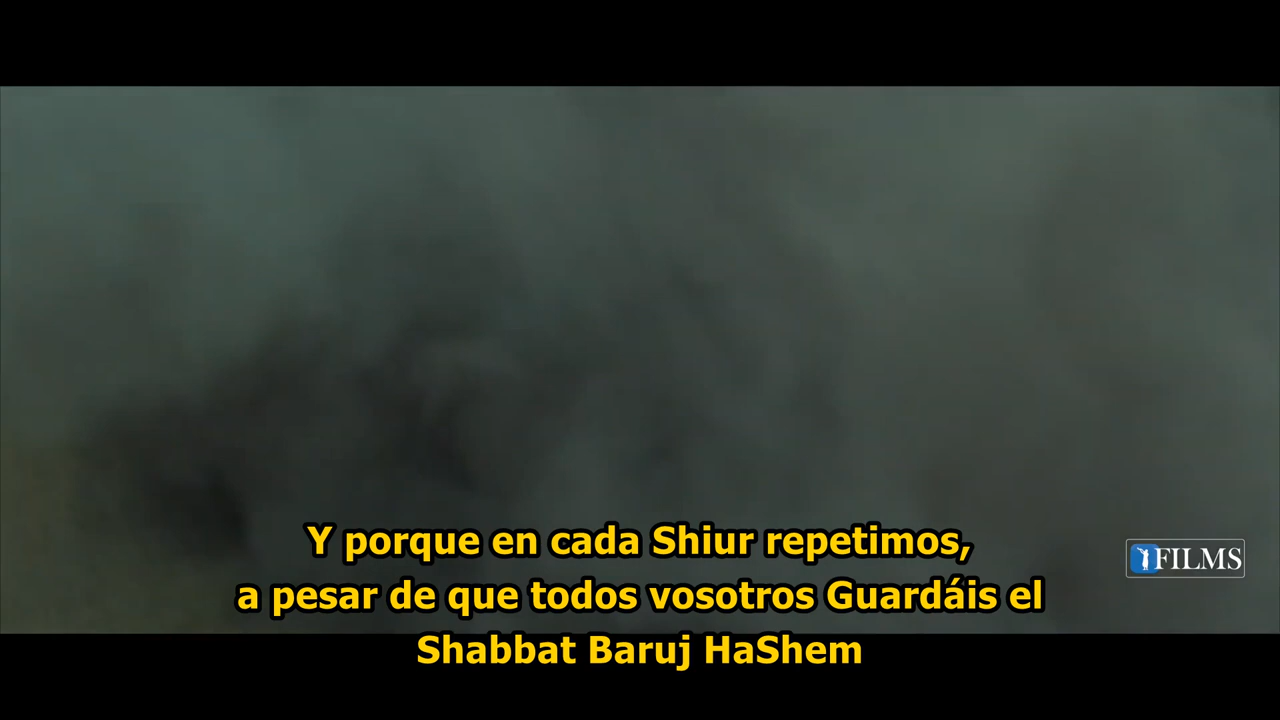 Y porque en cada Shiur repetimos,
a pesar de que todos vosotros Guardáis el
Shabbat Baruj HaShem
FILMS